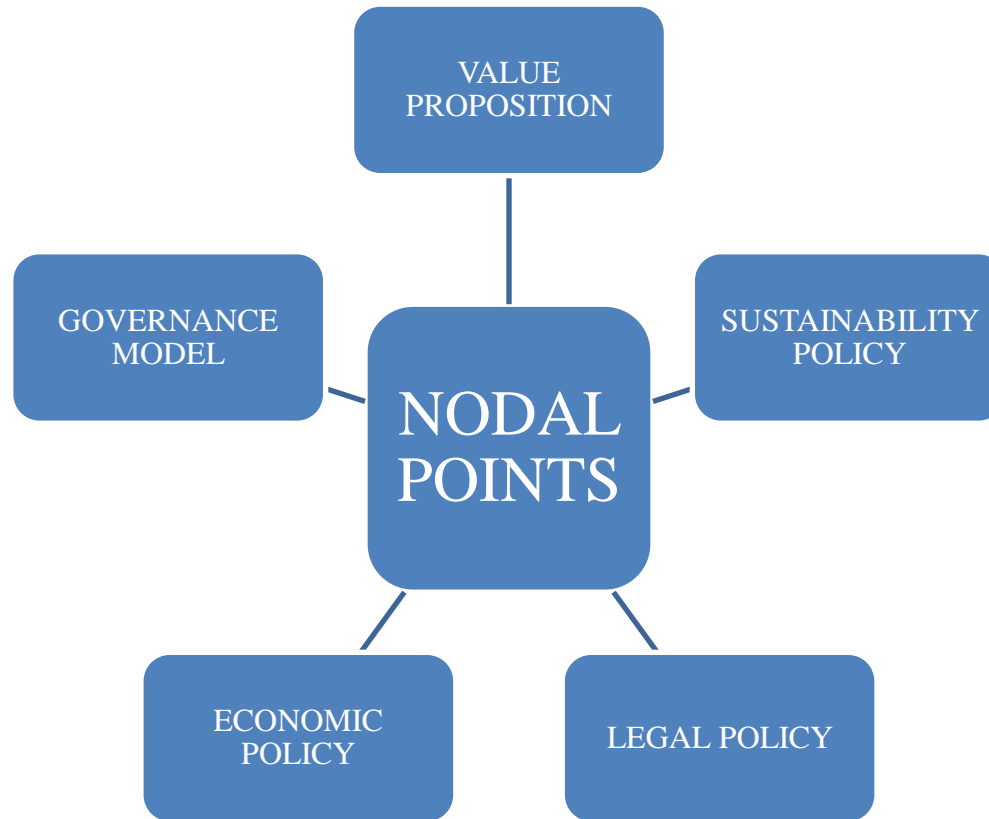 VALUE
PROPOSITION
GOVERNANCE
MODEL
SUSTAINABILITY
POLICY
NODAL
POINTS
ECONOMIC
POLICY
LEGAL POLICY